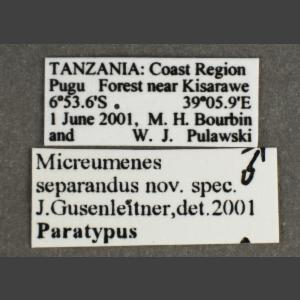 TANZANIA: Coast Region
Pugu Forest near Kisarawe
6°53.6'S . 39°05.9'E
1 June 2001, M. H. Bourbin
and W. J. Pulawski
Micreumenes ♂
separandus nov. spec.
J.Gusenleitner,det.2001
Paratypus